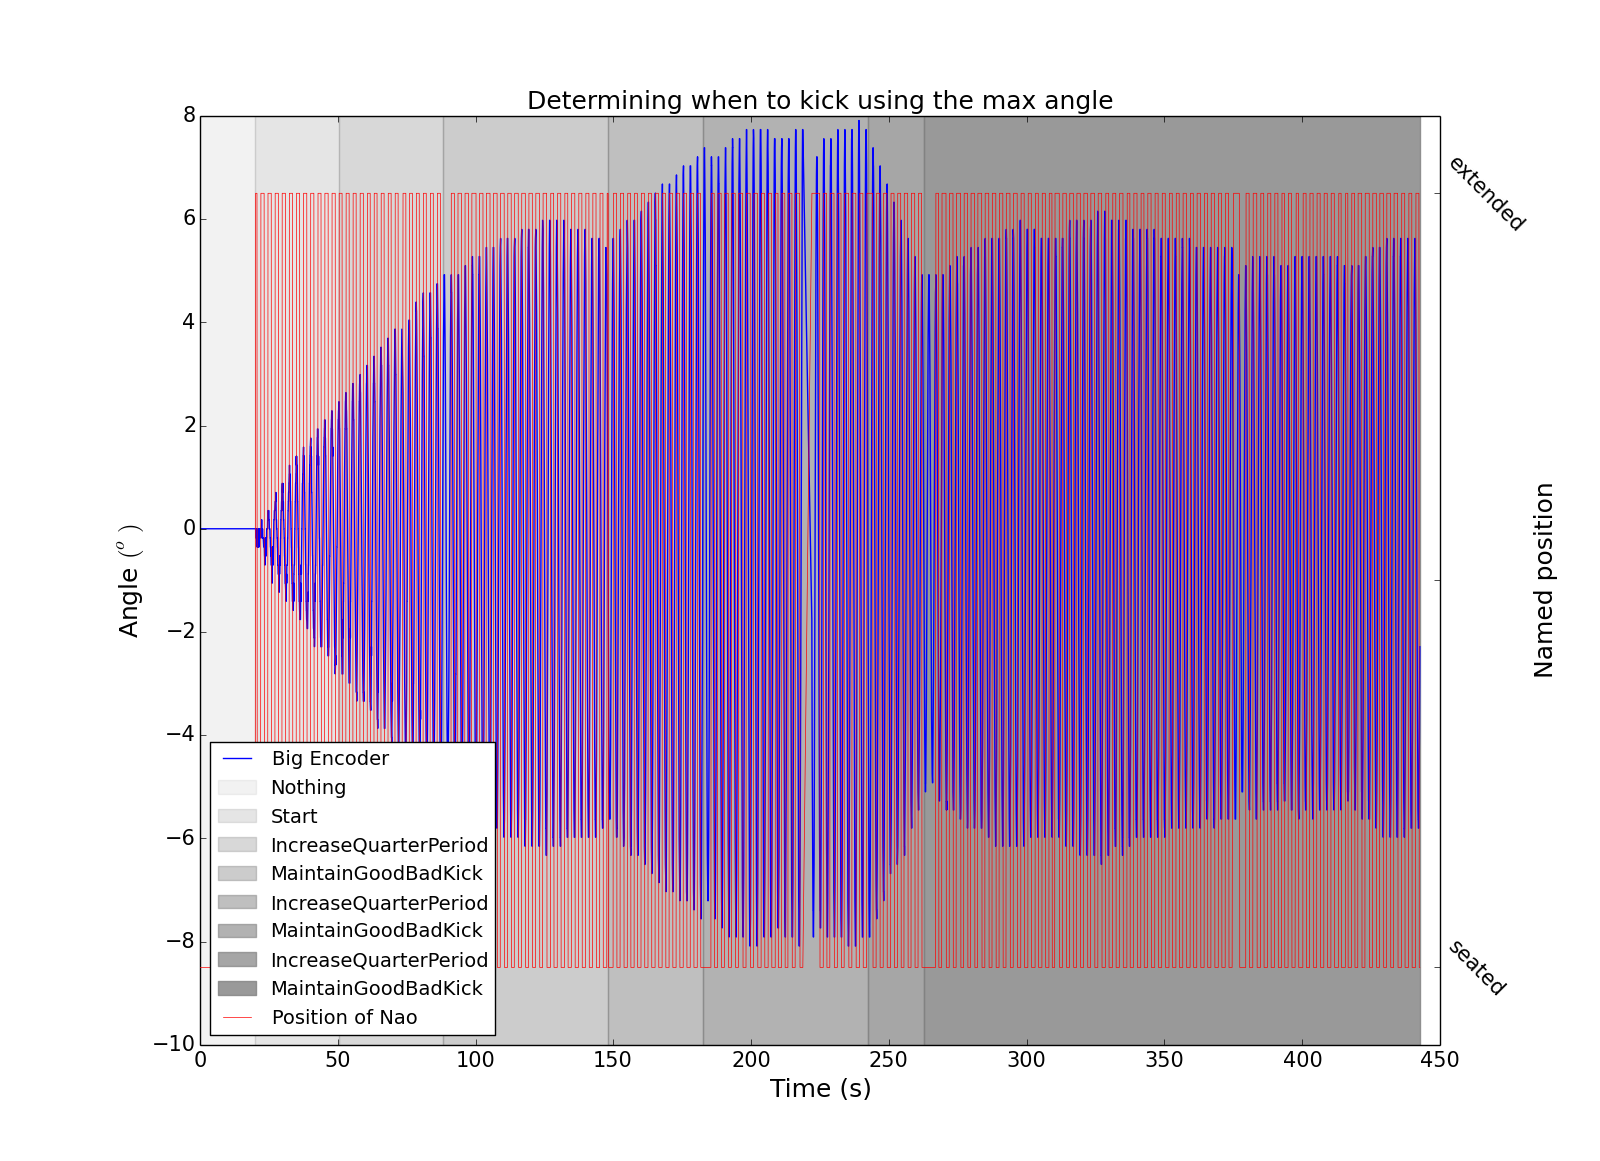 Determining when to kick using the max angle
8
6
4
2
0
−2
−4
−6
−8
−10
Angle (°)
Big Encoder
Nothing
Start
IncreaseQuarterPeriod
MaintainGoodBadKick
IncreaseQuarterPeriod
MaintainGoodBadKick
IncreaseQuarterPeriod
MaintainGoodBadKick
Position of Nao
extended
seated
Named position
0 50 100 150 200 250 300 350 400 450
Time (s)